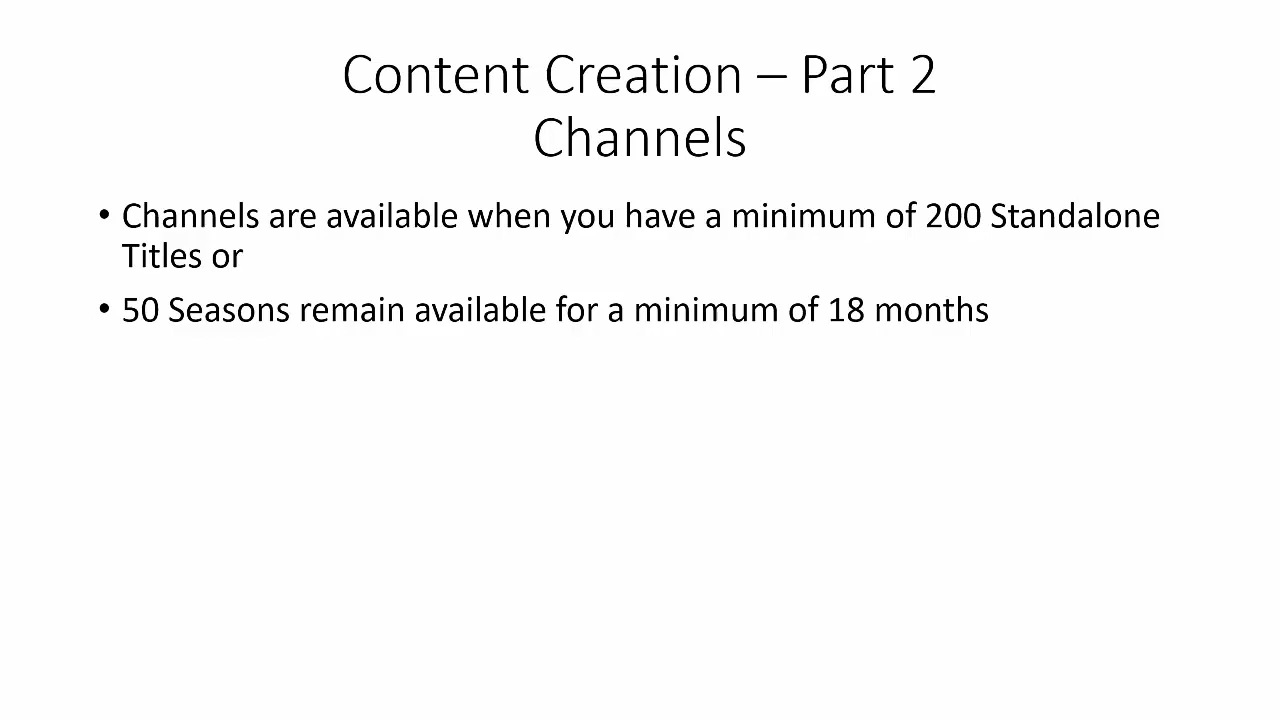 Content Creation – Part 2
Channels
• Channels are available when you have a minimum of 200 Standalone
Titles or
• 50 Seasons remain available for a minimum of 18 months